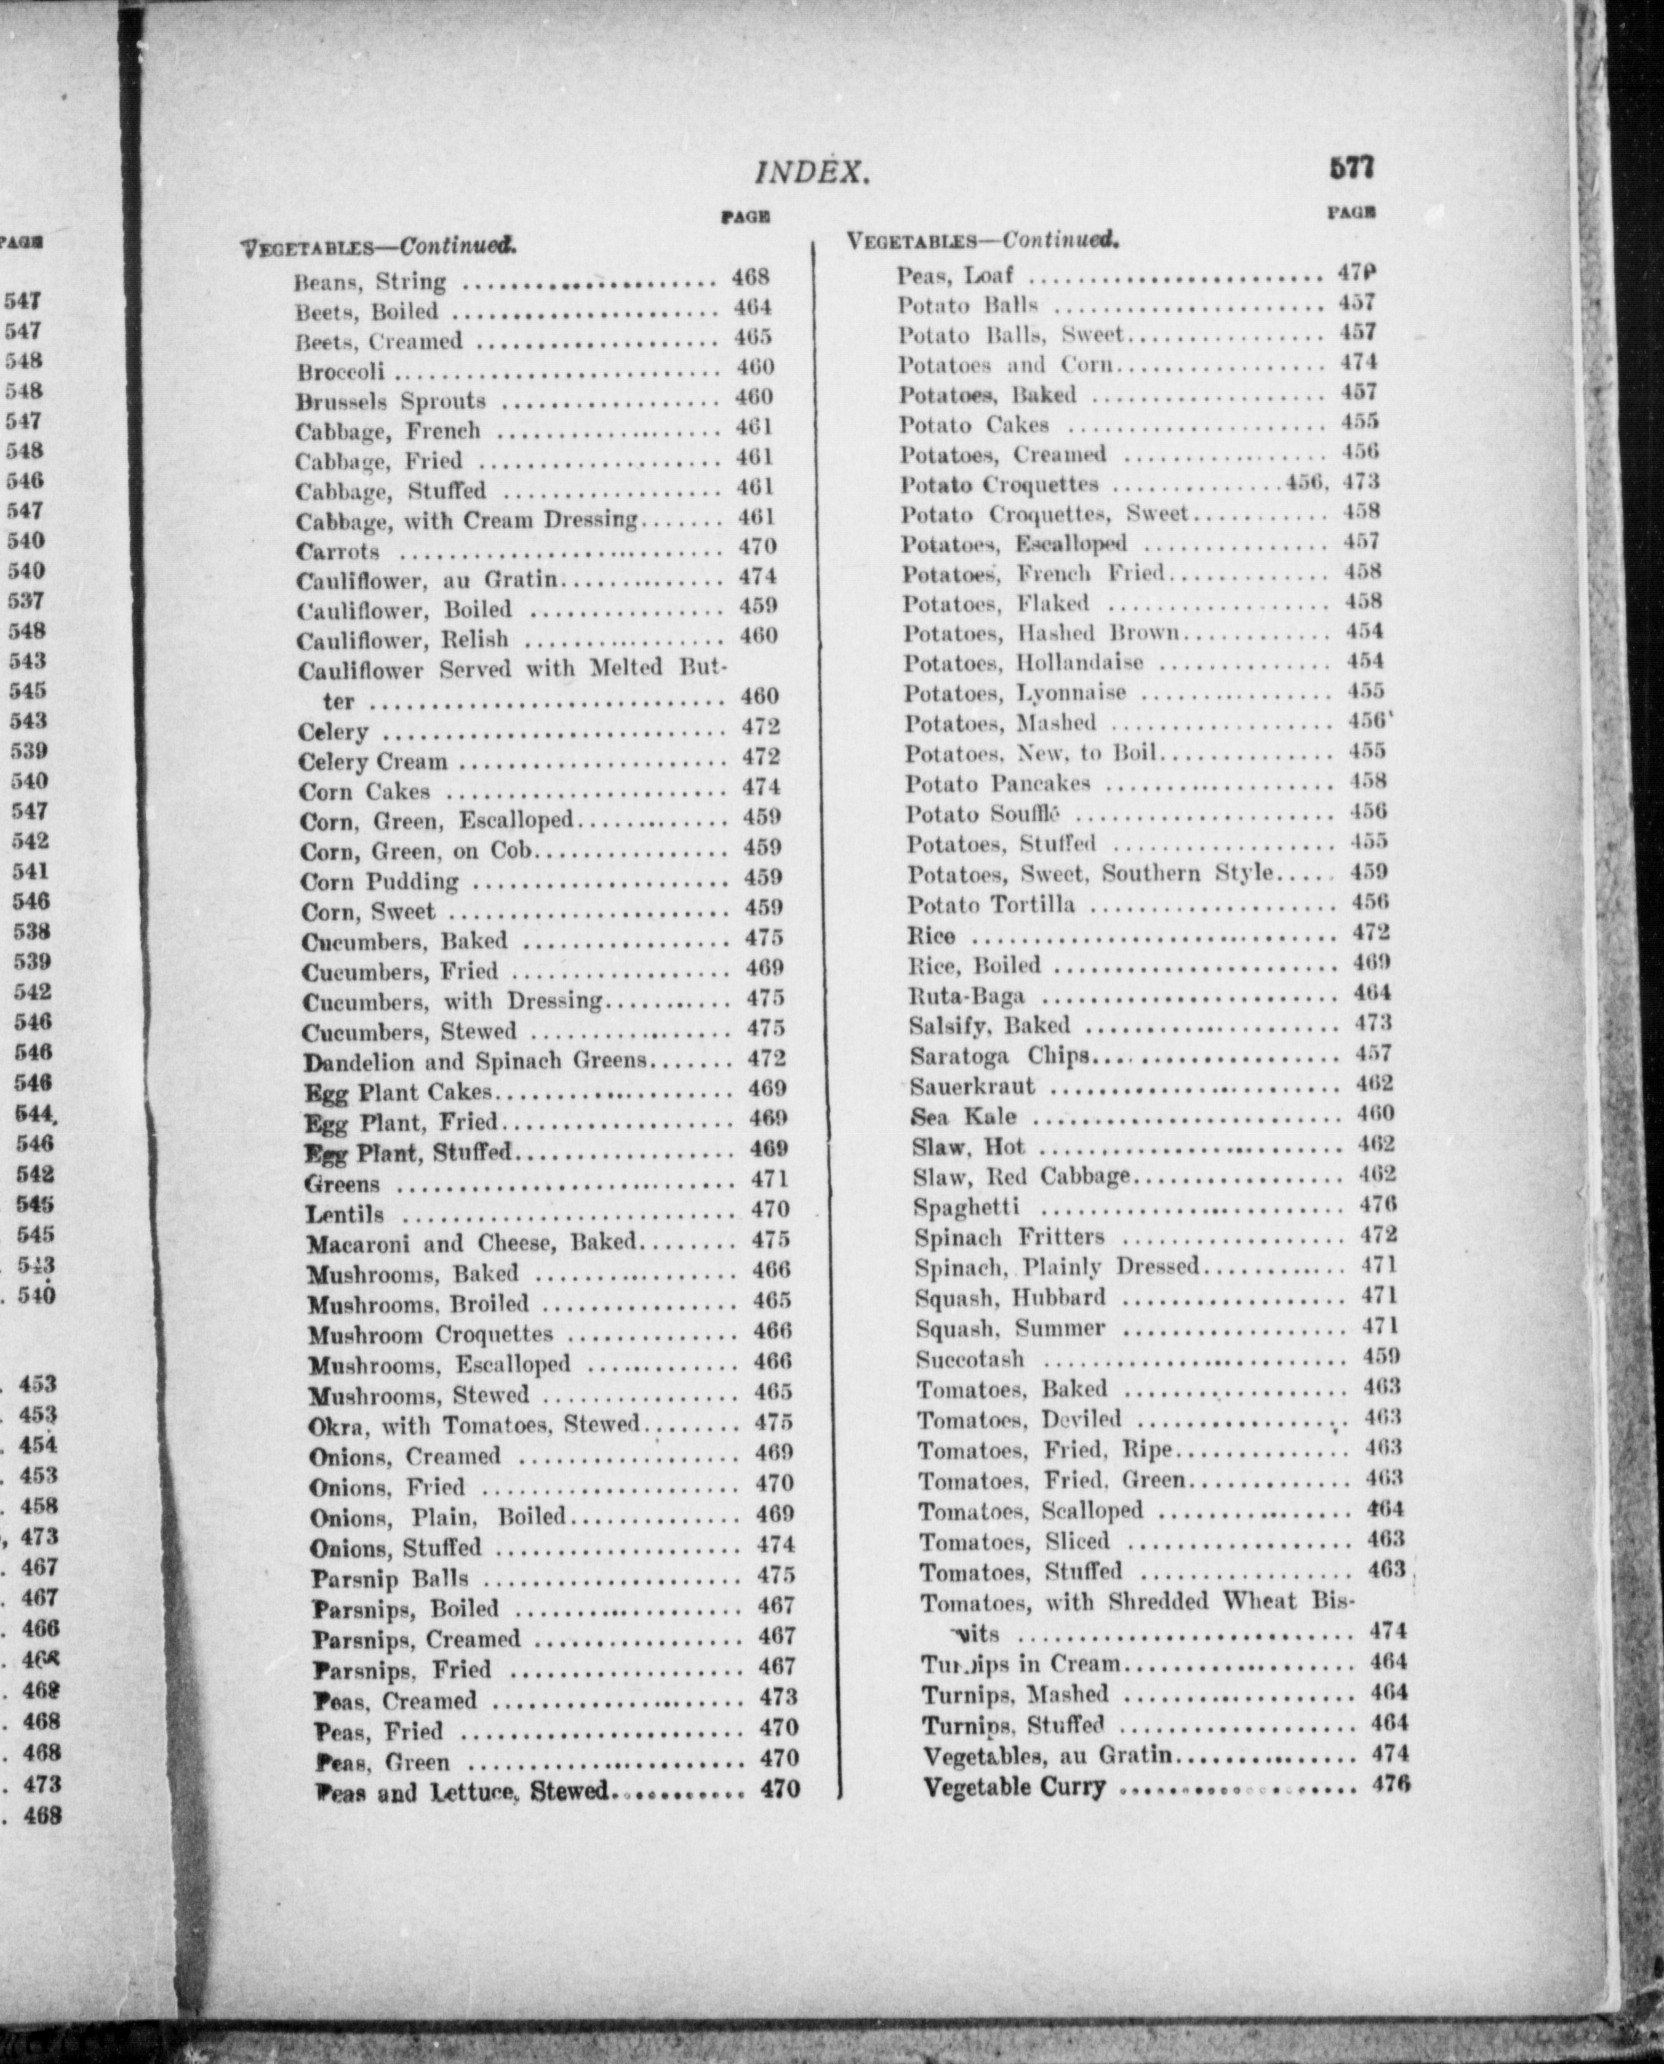 PAGE
547
547
548
548
547
548
546
547
540
540
537
548
543
545
543
539
540
547
542
541
546
538
539
542
546
546
546
544
546
542
545
545
543
540
. 453
. 453
. 454
. 453
. 458
, 473
. 467
. 467
. 466
. 468
. 468
. 468
. 473
. 468
INDEX. 577
PAGE
VEGETABLES—Continued.
Beans, String ..................... 468
Beets, Boiled ...................... 464
Beets, Creamed .................... 465
Broccoli ........................... 460
Brussels Sprouts .................. 460
Cabbage, French ................... 461
Cabbage, Fried .................... 461
Cabbage, Stuffed .................. 461
Cabbage, with Cream Dressing....... 461
Carrots ........................... 470
Cauliflower, au Gratin.............. 474
Cauliflower, Boiled ................ 459
Cauliflower, Relish ................ 460
Cauliflower Served with Melted But-
ter ............................. 460
Celery ............................ 472
Celery Cream ...................... 472
Corn Cakes ....................... 474
Corn, Green, Escalloped............. 459
Corn, Green, on Cob................ 459
Corn Pudding ..................... 459
Corn, Sweet ....................... 459
Cucumbers, Baked ................. 475
Cucumbers, Fried .................. 469
Cucumbers, with Dressing........... 475
Cucumbers, Stewed ................ 475
Dandelion and Spinach Greens....... 472
Egg Plant Cakes.................... 469
Egg Plant, Fried................... 469
Egg Plant, Stuffed.................. 469
Greens ............................ 471
Lentils ........................... 470
Macaroni and Cheese, Baked........ 475
Mushrooms, Baked ................. 466
Mushrooms, Broiled ................ 465
Mushroom Croquettes .............. 466
Mushrooms, Escalloped ............. 466
Mushrooms, Stewed ................ 465
Okra, with Tomatoes, Stewed........ 475
Onions, Creamed .................. 469
Onions, Fried ..................... 470
Onions, Plain, Boiled.............. 469
Onions, Stuffed .................... 474
Parsnip Balls ..................... 475
Parsnips, Boiled ................... 467
Parsnips, Creamed ................. 467
Parsnips, Fried ................... 467
Peas, Creamed ..................... 473
Peas, Fried ....................... 470
Peas, Green ....................... 470
Peas and Lettuce, Stewed........... 470
PAGE
VEGETABLES—Continued.
Peas, Loaf ........................ 470
Potato Balls ...................... 457
Potato Balls, Sweet................ 457
Potatoes and Corn................. 474
Potatoes, Baked ................... 457
Potato Cakes ..................... 455
Potatoes, Creamed ................. 456
Potato Croquettes ..............456, 473
Potato Croquettes, Sweet........... 458
Potatoes, Escalloped ............... 457
Potatoes, French Fried............. 458
Potatoes, Flaked .................. 458
Potatoes, Hashed Brown............ 454
Potatoes, Hollandaise .............. 454
Potatoes, Lyonnaise ................ 455
Potatoes, Mashed .................. 456
Potatoes, New, to Boil.............. 455
Potato Pancakes ................... 458
Potato Soufflé ..................... 456
Potatoes, Stuffed .................. 455
Potatoes, Sweet, Southern Style..... 459
Potato Tortilla .................... 456
Rice .............................. 472
Rice, Boiled ....................... 469
Ruta-Baga ........................ 464
Salsify, Baked ..................... 473
Saratoga Chips.................... 457
Sauerkraut ........................ 462
Sea Kale ......................... 460
Slaw, Hot ......................... 462
Slaw, Red Cabbage................. 462
Spaghetti ......................... 476
Spinach Fritters .................. 472
Spinach, Plainly Dressed............ 471
Squash, Hubbard .................. 471
Squash, Summer .................. 471
Succotash ......................... 459
Tomatoes, Baked .................. 463
Tomatoes, Deviled ................. 463
Tomatoes, Fried, Ripe.............. 463
Tomatoes, Fried, Green............. 463
Tomatoes, Scalloped ............... 464
Tomatoes, Sliced .................. 463
Tomatoes, Stuffed ................. 463
Tomatoes, with Shredded Wheat Bis-
uits ............................ 474
Turnips in Cream................... 464
Turnips, Mashed ................... 464
Turnips, Stuffed ................... 464
Vegetables, au Gratin............... 474
Vegetable Curry .................... 476